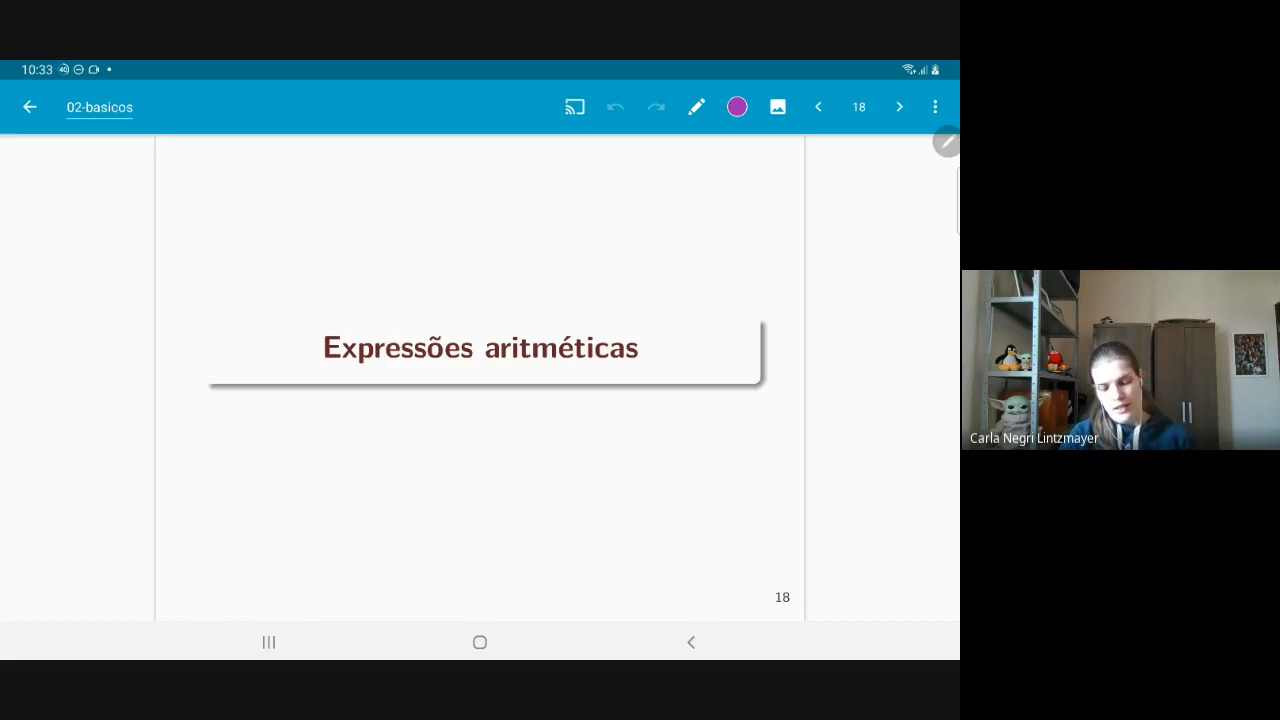 10:33
02-basicos
18
Expressões aritméticas
18
Carla Negri Lintzmayer